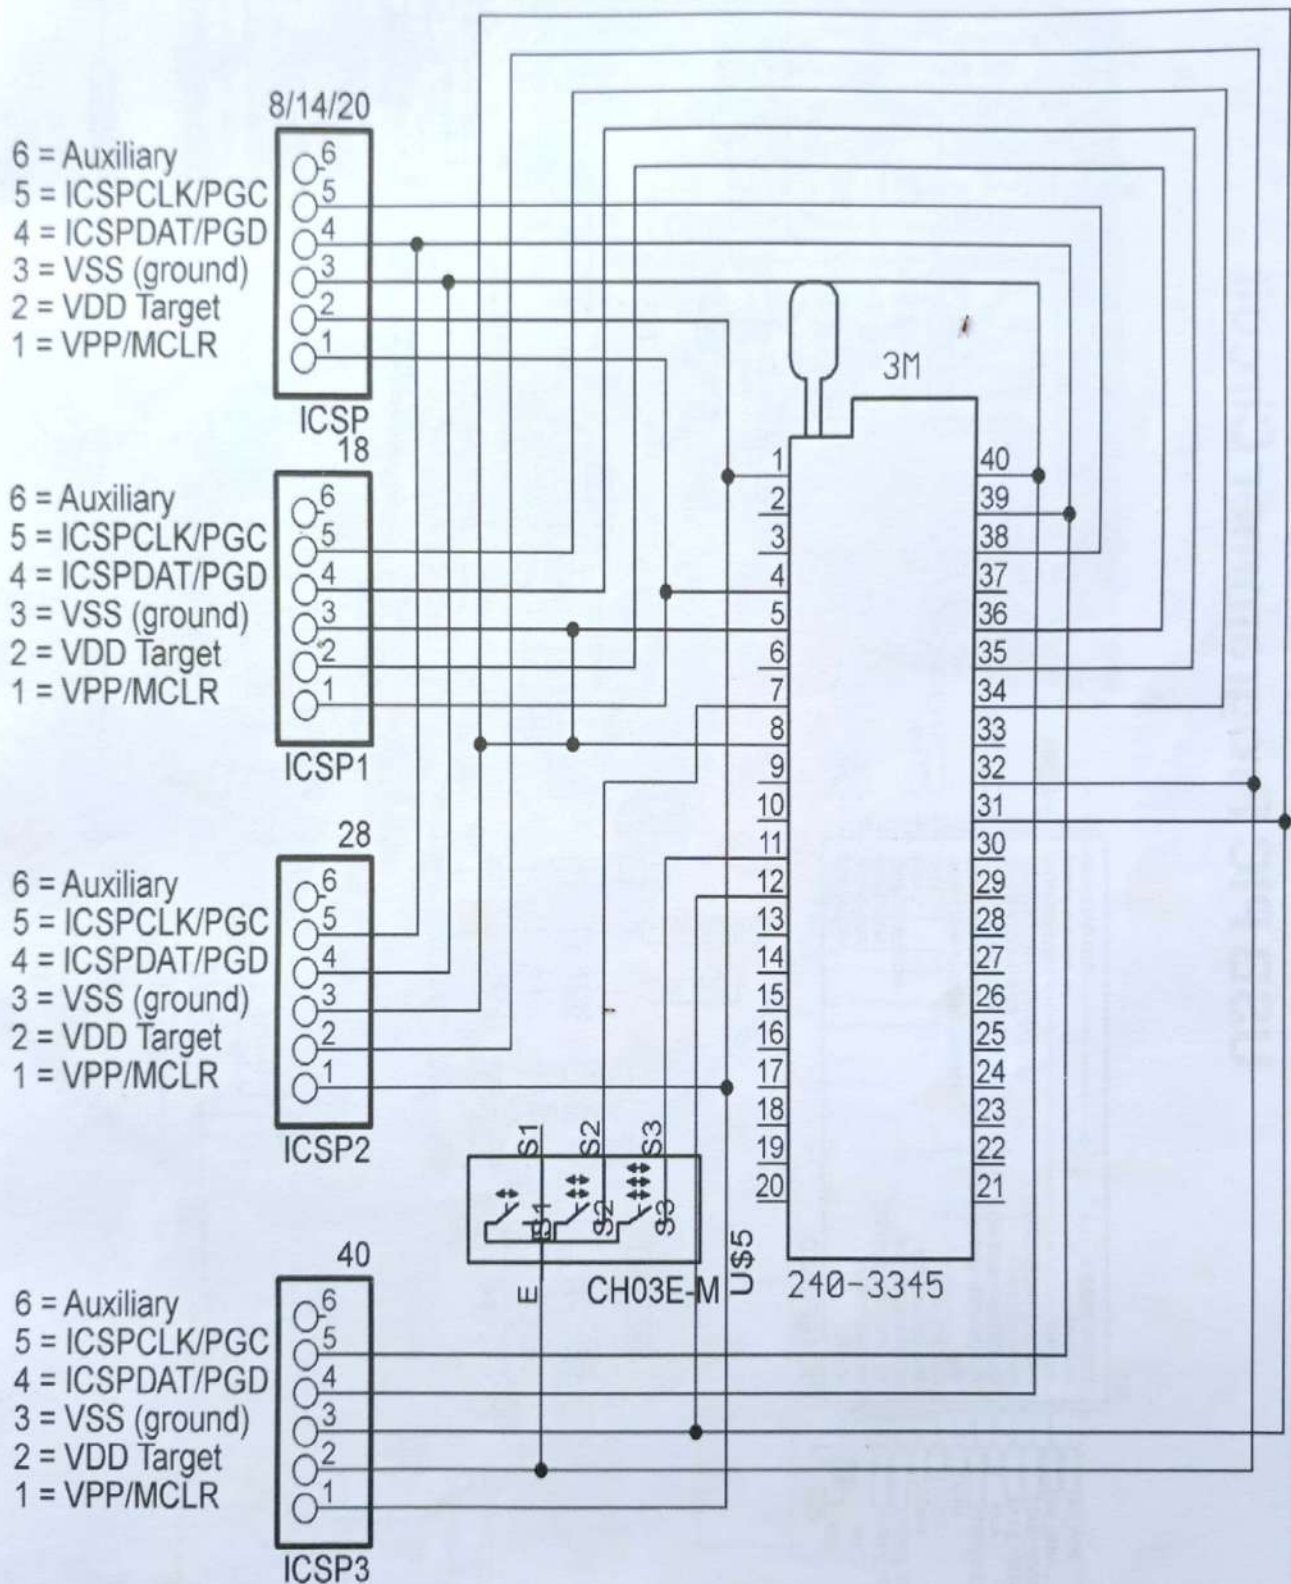 8/14/20
6 = Auxiliary
5 = ICSPCLK/PGC
4 = ICSPDAT/PGD
3 = VSS (ground)
2 = VDD Target
1 = VPP/MCLR
6
5
4
3
2
1
ICSP
18
6 = Auxiliary
5 = ICSPCLK/PGC
4 = ICSPDAT/PGD
3 = VSS (ground)
2 = VDD Target
1 = VPP/MCLR
6
5
4
3
2
1
ICSP1
28
6 = Auxiliary
5 = ICSPCLK/PGC
4 = ICSPDAT/PGD
3 = VSS (ground)
2 = VDD Target
1 = VPP/MCLR
6
5
4
3
2
1
ICSP2
40
6 = Auxiliary
5 = ICSPCLK/PGC
4 = ICSPDAT/PGD
3 = VSS (ground)
2 = VDD Target
1 = VPP/MCLR
6
5
4
3
2
1
ICSP3
S1
S2
S3
S1
S2
S3
E
CH03E-M
U$5
3M
1
2
3
4
5
6
7
8
9
10
11
12
13
14
15
16
17
18
19
20
40
39
38
37
36
35
34
33
32
31
30
29
28
27
26
25
24
23
22
21
240-3345